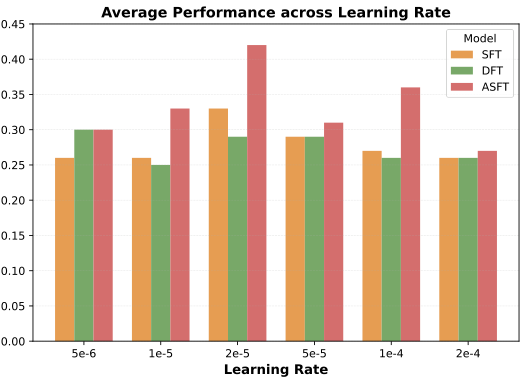 Average Performance across Learning Rate
0.45
0.40
0.35
0.30
0.25
0.20
0.15
0.10
0.05
0.00
Model
SFT
DFT
ASFT
5e-6 1e-5 2e-5 5e-5 1e-4 2e-4
Learning Rate